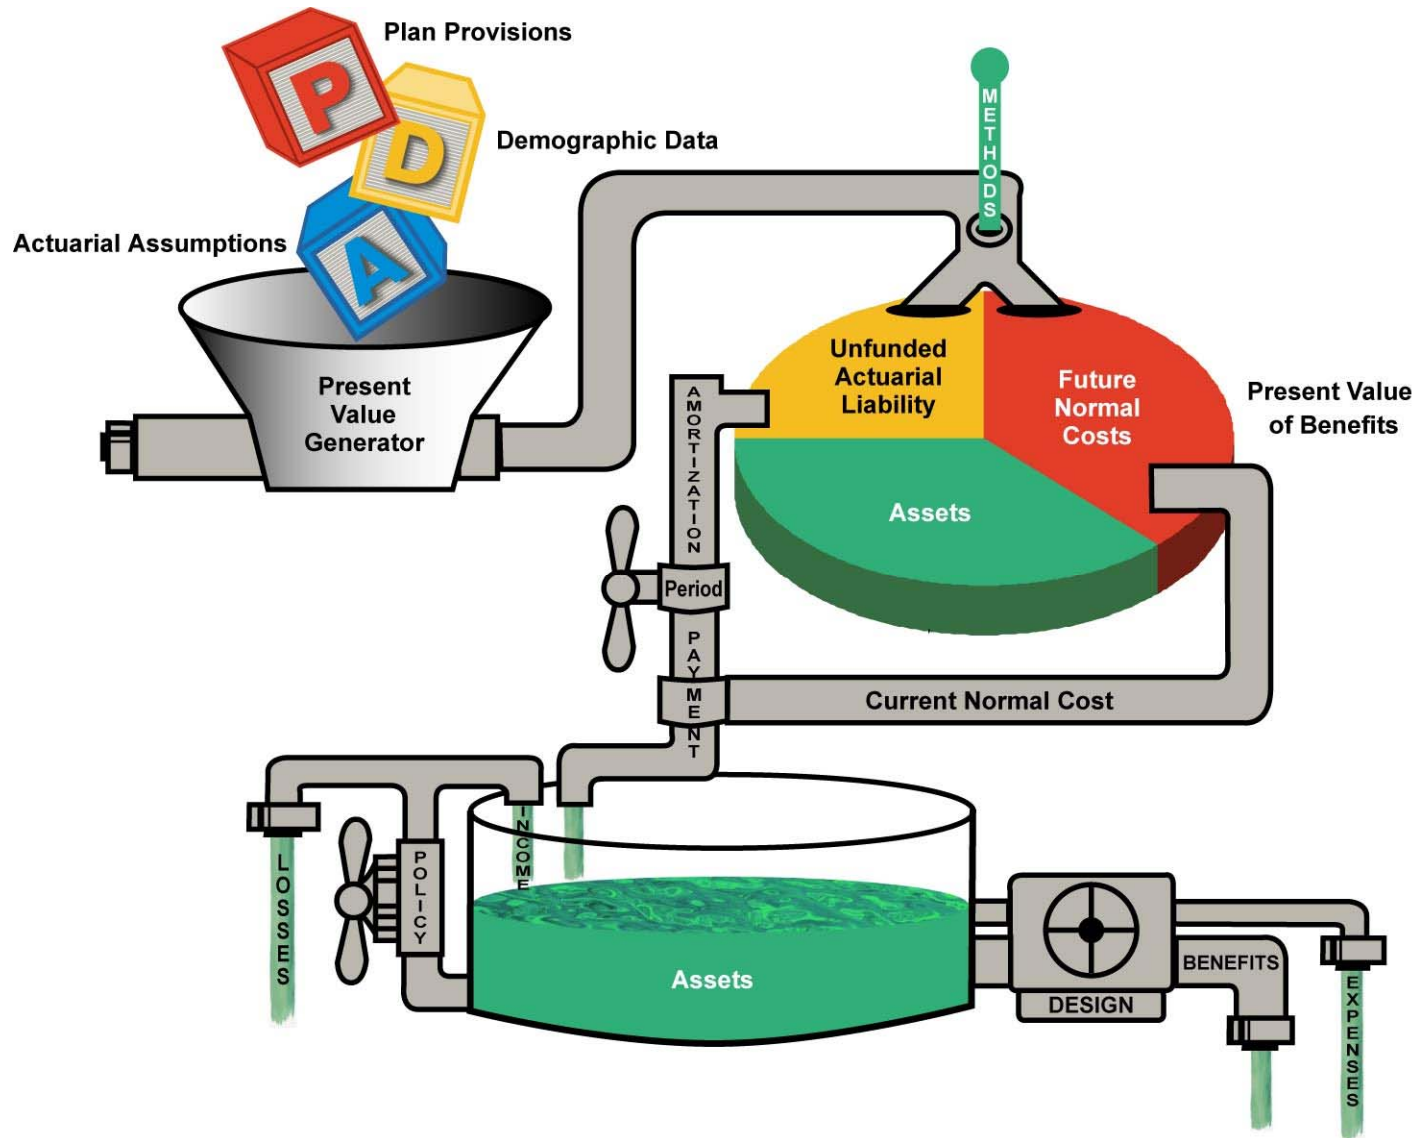 Plan Provisions
P
D
Demographic Data
Actuarial Assumptions
A
METHODS
Present
Value
Generator
Unfunded
Actuarial
Liability
Future
Normal
Costs
Present Value
of Benefits
Assets
AMORTIZATION
Period
PAYMENT
Current Normal Cost
INCOME
LOSSES
POLICY
Assets
BENEFITS
DESIGN
EXPENSES